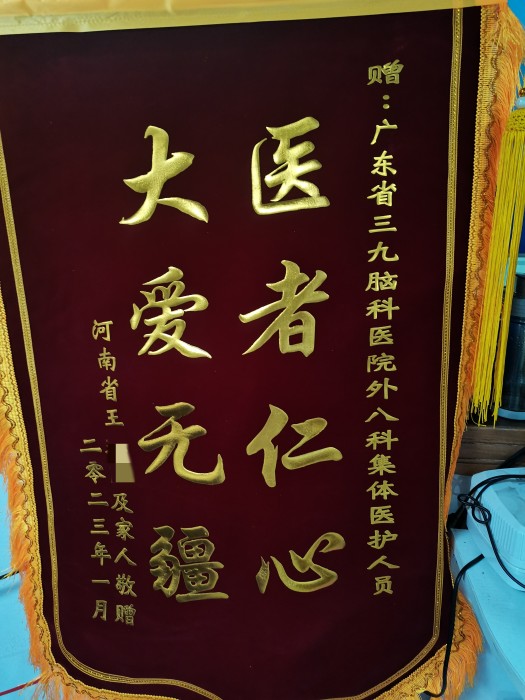 赠：广东省三九脑科医院外八科集体医护人员
医者仁心
大爱无疆
河南省王 及家人敬赠
二零二三年一月